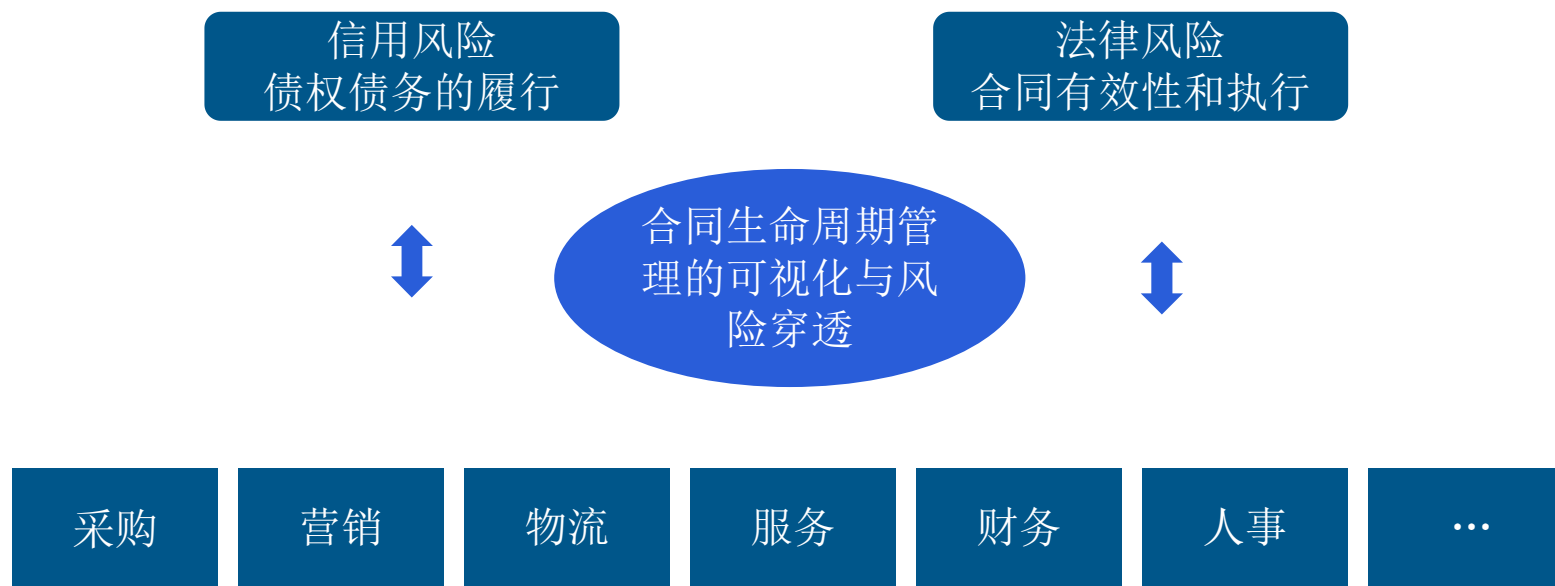 信用风险
债权债务的履行
法律风险
合同有效性和执行
合同生命周期管
理的可视化与风
险穿透
采购
营销
物流
服务
财务
人事
…